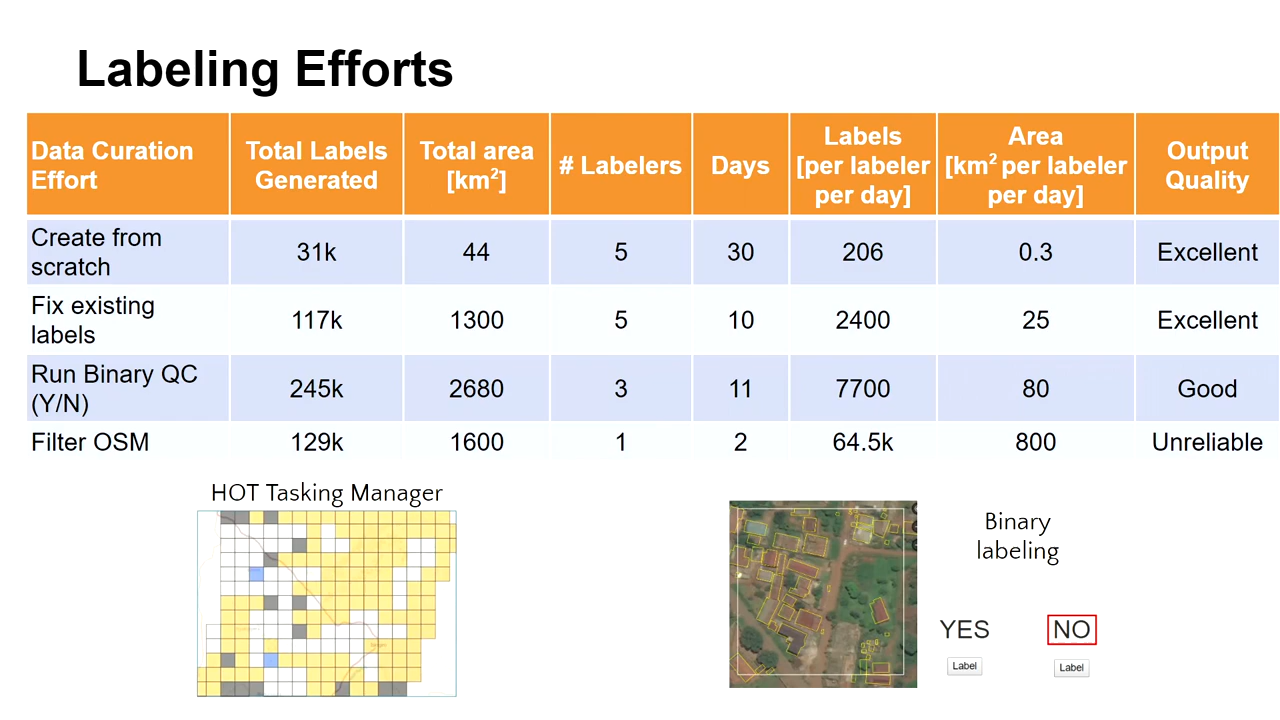 Labeling Efforts
Data Curation
Effort
Total Labels
Generated
Total area
[km²]
# Labelers
Days
Labels
[per labeler
per day]
Area
[km² per labeler
per day]
Output
Quality
Create from
scratch
31k
44
5
30
206
0.3
Excellent
Fix existing
labels
117k
1300
5
10
2400
25
Excellent
Run Binary QC
(Y/N)
245k
2680
3
11
7700
80
Good
Filter OSM
129k
1600
1
2
64.5k
800
Unreliable
HOT Tasking Manager
Binary
labeling
YES
NO
Label
Label